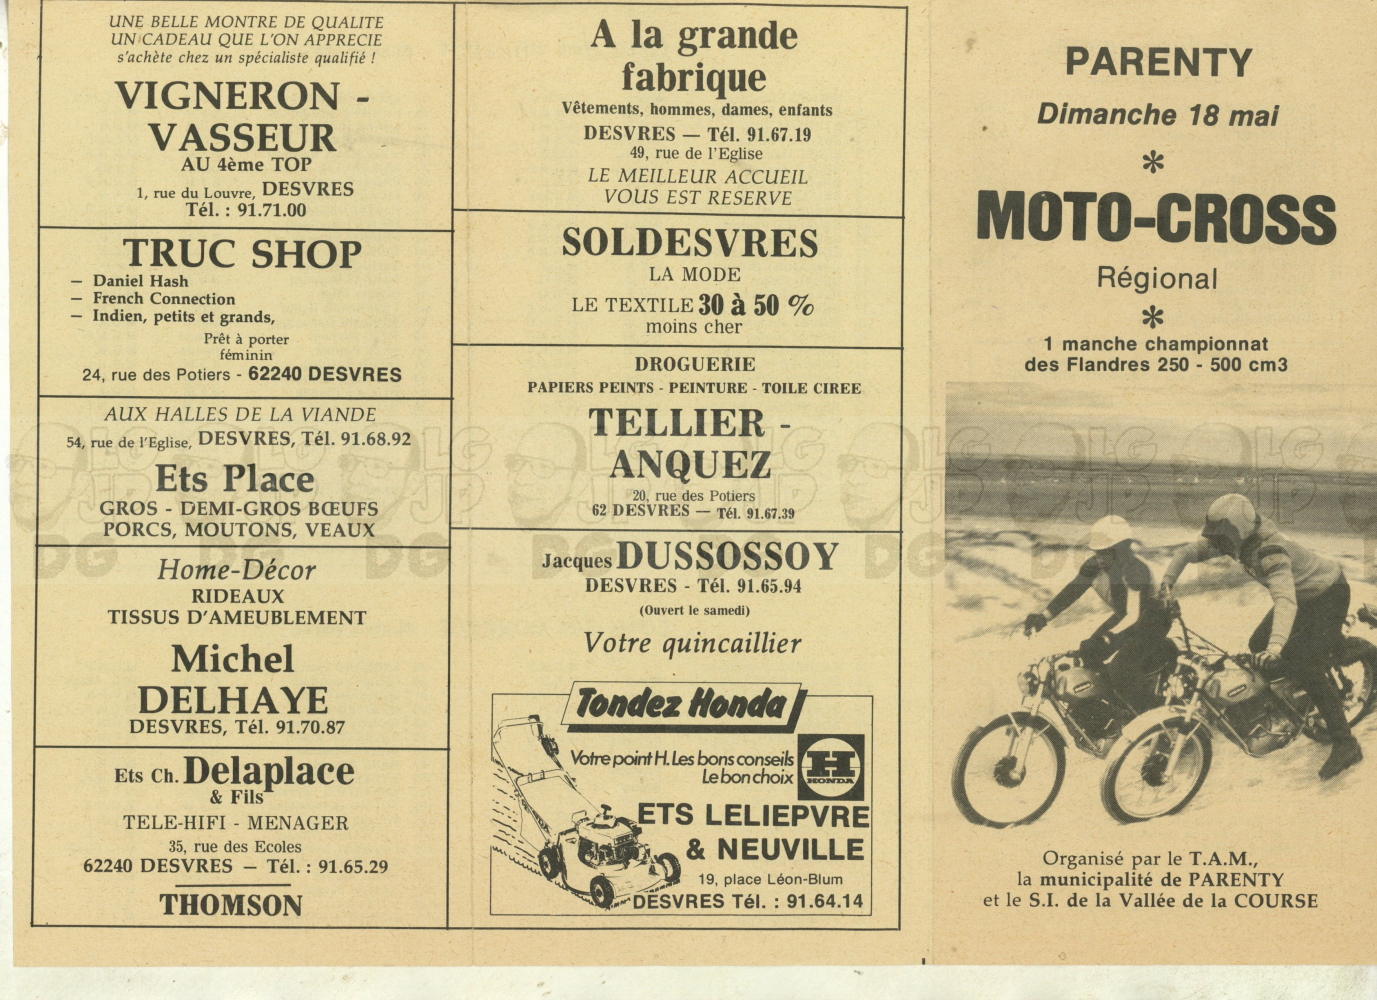 UNE BELLE MONTRE DE QUALITE
UN CADEAU QUE L'ON APPRECIE
s'achète chez un spécialiste qualifié !
VIGNERON -
VASSEUR
AU 4ème TOP
1, rue du Louvre, DESVRES
Tél. : 91.71.00
TRUC SHOP
— Daniel Hash
— French Connection
— Indien, petits et grands,
Prêt à porter
féminin
24, rue des Potiers - 62240 DESVRES
AUX HALLES DE LA VIANDE
54, rue de l'Eglise, DESVRES, Tél. 91.68.92
Ets Place
GROS - DEMI-GROS BŒUFS
PORCS, MOUTONS, VEAUX
Home-Décor
RIDEAUX
TISSUS D'AMEUBLEMENT
Michel
DELHAYE
DESVRES, Tél. 91.70.87
Ets Ch. Delaplace
& Fils
TELE-HIFI - MENAGER
35, rue des Ecoles
62240 DESVRES — Tél. : 91.65.29
THOMSON
A la grande
fabrique
Vêtements, hommes, dames, enfants
DESVRES — Tél. 91.67.19
49, rue de l'Eglise
LE MEILLEUR ACCUEIL
VOUS EST RESERVE
SOLDESVRES
LA MODE
LE TEXTILE 30 à 50 %
moins cher
DROGUERIE
PAPIERS PEINTS - PEINTURE - TOILE CIREE
TELLIER -
ANQUEZ
20, rue des Potiers
62 DESVRES — Tél. 91.67.39
Jacques DUSSOSSOY
DESVRES - Tél. 91.65.94
(Ouvert le samedi)
Votre quincaillier
Tondez Honda
Votre point H. Les bons conseils
Le bon choix
H
HONDA
ETS LELIEPVRE
& NEUVILLE
19, place Léon-Blum
DESVRES Tél. : 91.64.14
PARENTY
Dimanche 18 mai
*
MOTO-CROSS
Régional
*
1 manche championnat
des Flandres 250 - 500 cm3
Organisé par le T.A.M.,
la municipalité de PARENTY
et le S.I. de la Vallée de la COURSE
LG
JD
DG